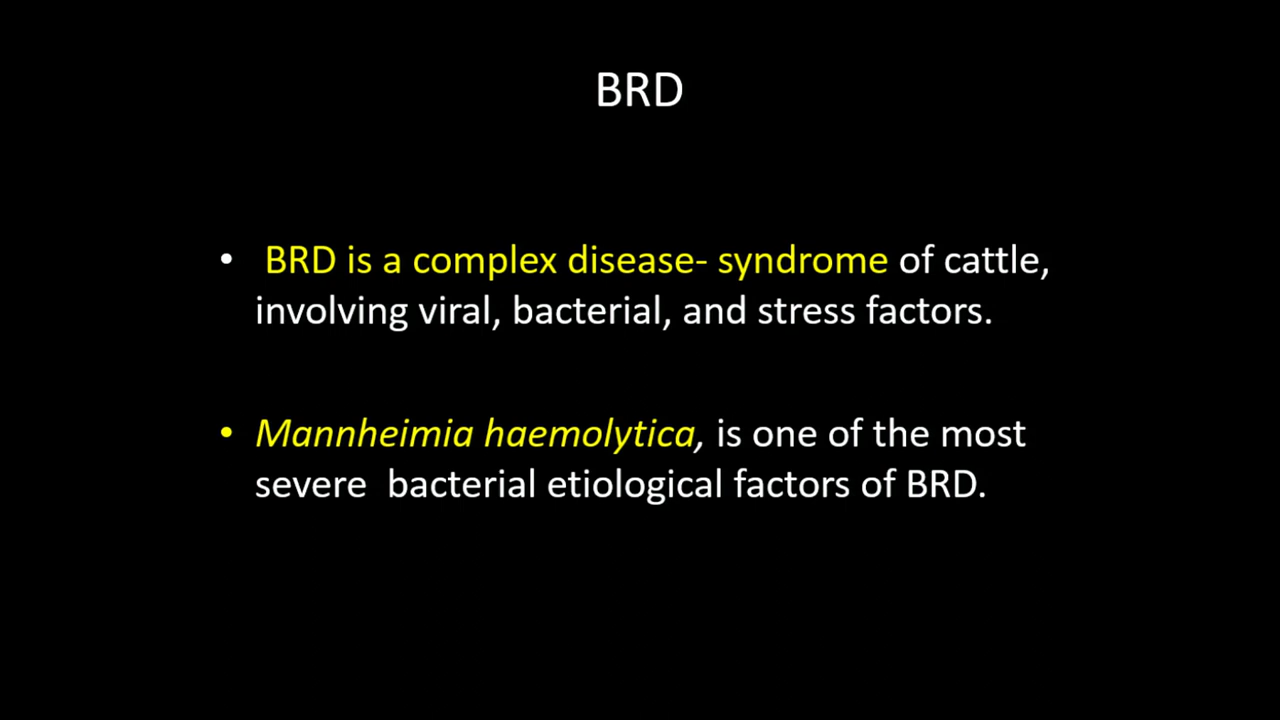 BRD
• BRD is a complex disease- syndrome of cattle,
involving viral, bacterial, and stress factors.
• Mannheimia haemolytica, is one of the most
severe  bacterial etiological factors of BRD.